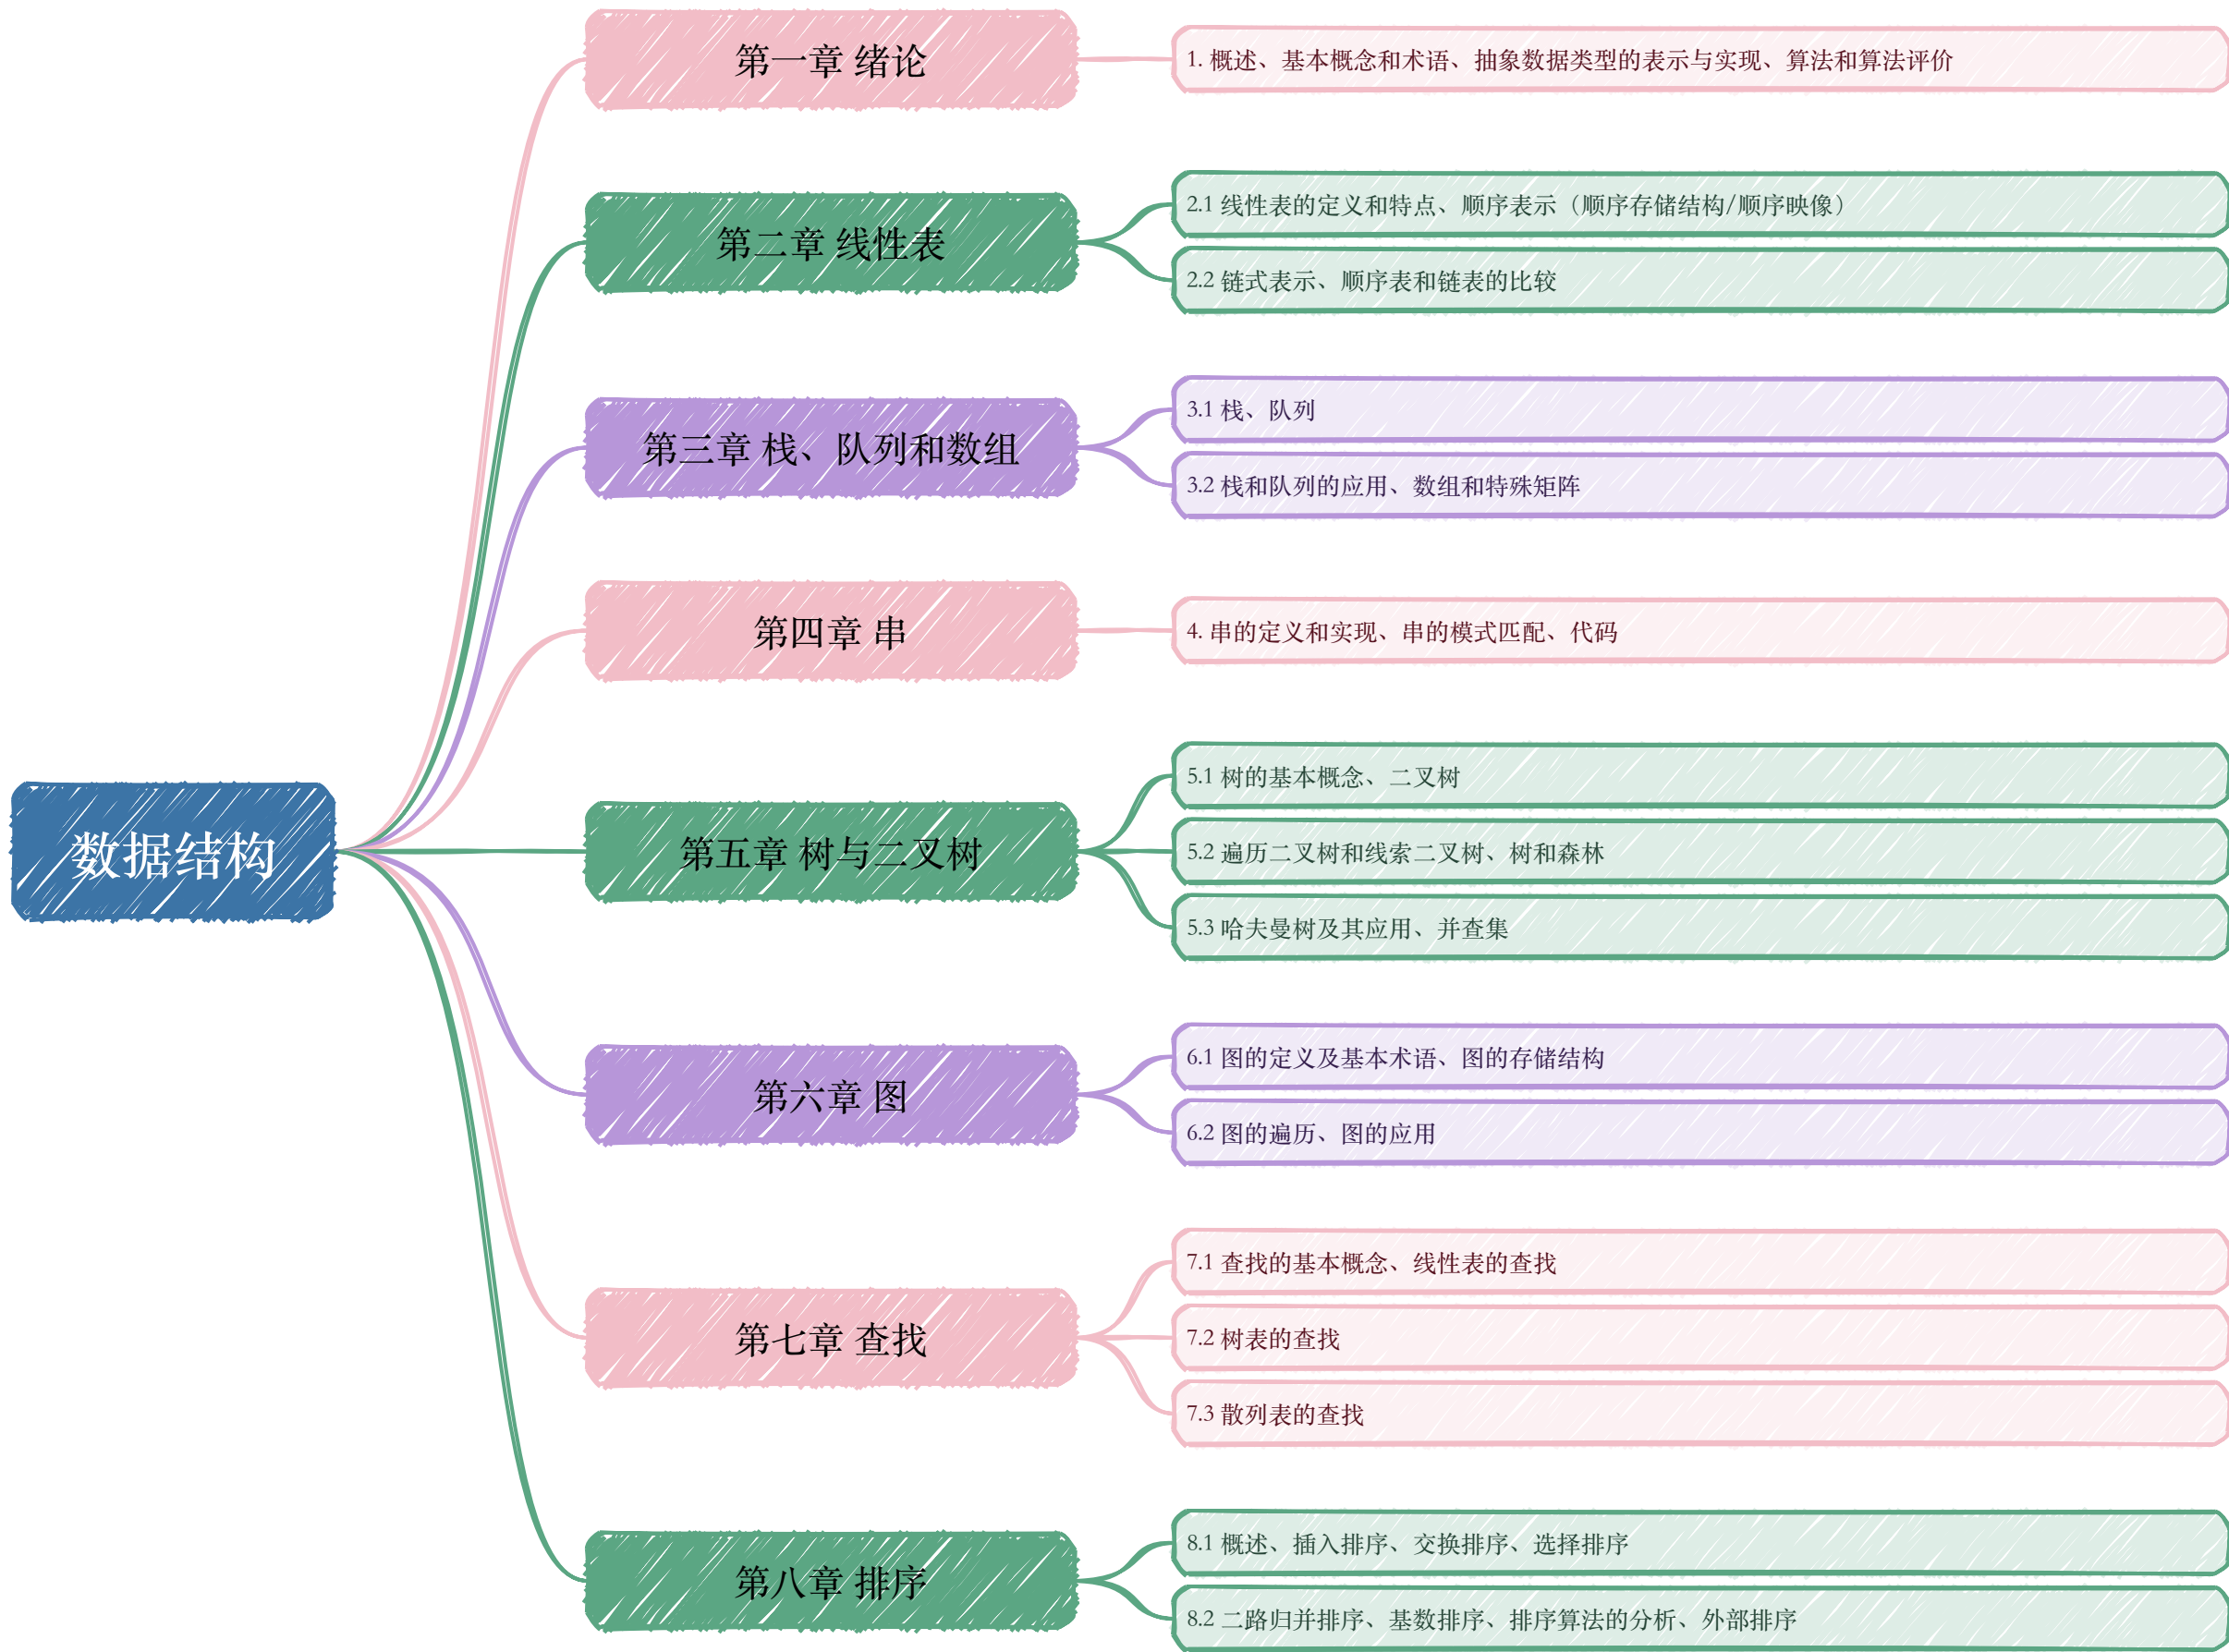 第一章 绪论
1. 概述、基本概念和术语、抽象数据类型的表示与实现、算法和算法评价
第二章 线性表
2.1 线性表的定义和特点、顺序表示（顺序存储结构/顺序映像）
2.2 链式表示、顺序表和链表的比较
第三章 栈、队列和数组
3.1 栈、队列
3.2 栈和队列的应用、数组和特殊矩阵
第四章 串
4. 串的定义和实现、串的模式匹配、代码
数据结构
第五章 树与二叉树
5.1 树的基本概念、二叉树
5.2 遍历二叉树和线索二叉树、树和森林
5.3 哈夫曼树及其应用、并查集
第六章 图
6.1 图的定义及基本术语、图的存储结构
6.2 图的遍历、图的应用
第七章 查找
7.1 查找的基本概念、线性表的查找
7.2 树表的查找
7.3 散列表的查找
第八章 排序
8.1 概述、插入排序、交换排序、选择排序
8.2 二路归并排序、基数排序、排序算法的分析、外部排序